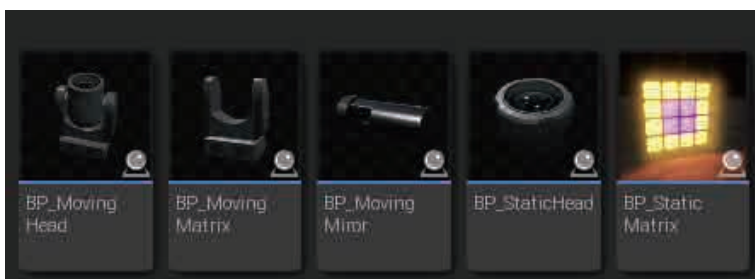 BP_Moving
Head
BP_Moving
Matrix
BP_Moving
Mirror
BP_StaticHead
BP_Static
Matrix